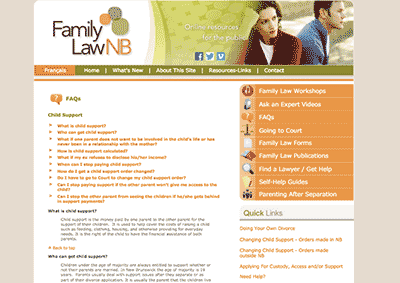 Family
Law NB
Online resources
for the public
Français
Home | What's New | About This Site | Resources-Links | Contact
FAQs
Child Support
What is child support?
Who can get child support?
What if one parent does not want to be involved in the child's life or has
never been in a relationship with the mother?
How is child support calculated?
What if my ex refuses to disclose his/her income?
When can I stop paying child support?
How do I get a child support order changed?
Do I have to go to Court to change my child support order?
Can I stop paying support if the other parent won't give me access to the
child?
Can I stop the other parent from seeing the children if he/she gets behind
in support payments?
What is child support?
Child support is the money paid by one parent to the other parent for the
support of their children. It is used to help cover the costs of raising a child
such as feeding, clothing, housing, and otherwise providing for everyday
needs. It is the right of the child to have the financial assistance of both
parents.
Back to top
Who can get child support?
Children under the age of majority are always entitled to support whether or
not their parents are married. In New Brunswick the age of majority is 19
years. Parents usually deal with support issues after they separate or as
part of their divorce application. It is usually the parent that the children live
Family Law Workshops
Ask an Expert Videos
FAQs
Going to Court
Family Law Forms
Family Law Publications
Find a Lawyer / Get Help
Self-Help Guides
Parenting After Separation
Quick Links
Doing Your Own Divorce
Changing Child Support - Orders made in NB
Changing Child Support - Orders made
outside NB
Applying For Custody, Access and/or Support
Need Help?